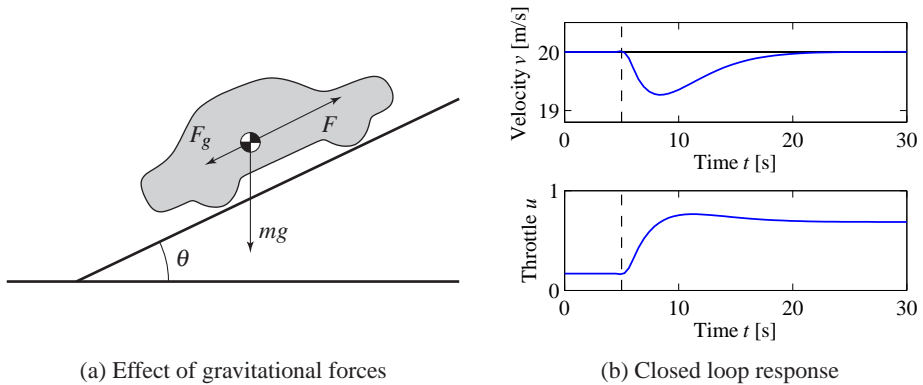 F_g
F
mg
θ
(a) Effect of gravitational forces
Velocity v [m/s]
20
19
0 10 20 30
Time t [s]
Throttle u
1
0
0 10 20 30
Time t [s]
(b) Closed loop response